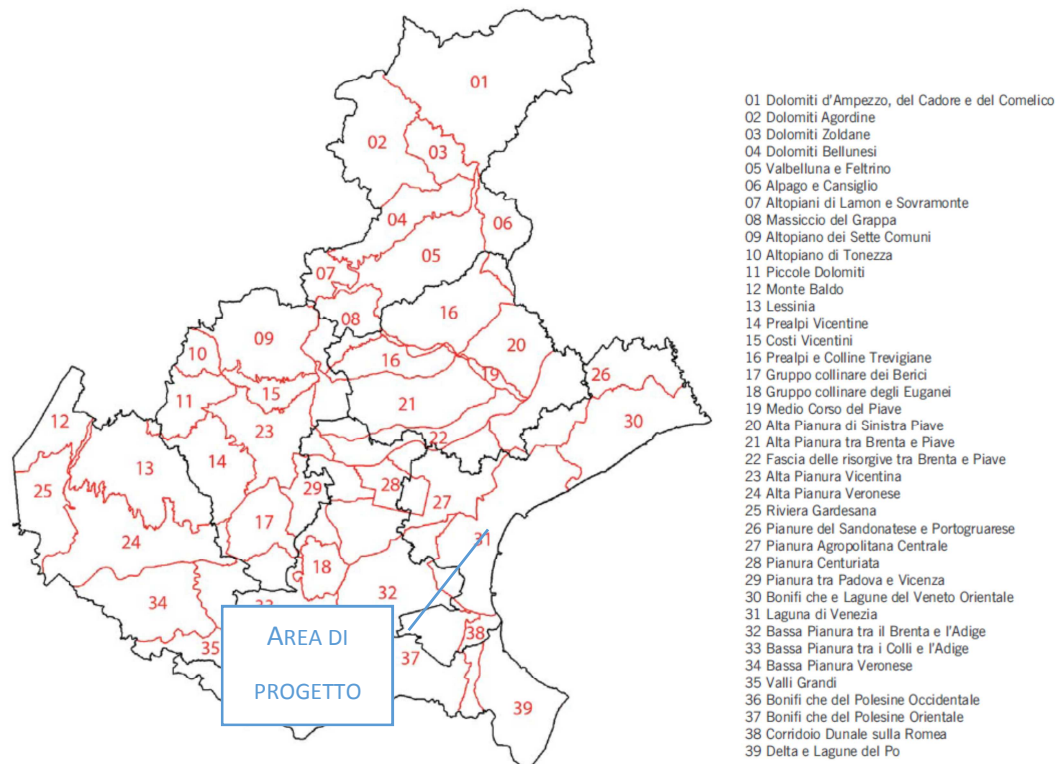 01
02
03
04
06
05
07
08
16
09
20
10
16
19
26
11
15
21
30
12
23
22
13
14
25
29
28
27
17
31
24
18
32
34
38
35
37
39
AREA DI
PROGETTO
01 Dolomiti d'Ampezzo, del Cadore e del Comelico
02 Dolomiti Agordine
03 Dolomiti Zoldane
04 Dolomiti Bellunesi
05 Valbelluna e Feltrino
06 Alpago e Cansiglio
07 Altopiani di Lamon e Sovramonte
08 Massiccio del Grappa
09 Altopiano dei Sette Comuni
10 Altopiano di Tonezza
11 Piccole Dolomiti
12 Monte Baldo
13 Lessinia
14 Prealpi Vicentine
15 Costi Vicentini
16 Prealpi e Colline Trevigiane
17 Gruppo collinare dei Berici
18 Gruppo collinare degli Euganei
19 Medio Corso del Piave
20 Alta Pianura di Sinistra Piave
21 Alta Pianura tra Brenta e Piave
22 Fascia delle risorgive tra Brenta e Piave
23 Alta Pianura Vicentina
24 Alta Pianura Veronese
25 Riviera Gardesana
26 Pianure del Sandonatese e Portogruarese
27 Pianura Agropolitana Centrale
28 Pianura Centuriata
29 Pianura tra Padova e Vicenza
30 Bonifi che e Lagune del Veneto Orientale
31 Laguna di Venezia
32 Bassa Pianura tra il Brenta e l'Adige
33 Bassa Pianura tra i Colli e l'Adige
34 Bassa Pianura Veronese
35 Valli Grandi
36 Bonifi che del Polesine Occidentale
37 Bonifi che del Polesine Orientale
38 Corridoio Dunale sulla Romea
39 Delta e Lagune del Po